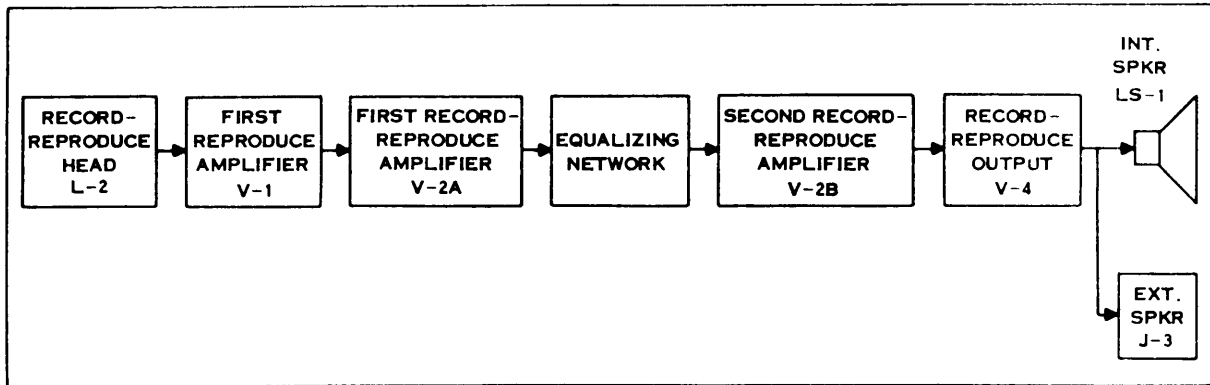 RECORD-
REPRODUCE
HEAD
L-2
FIRST
REPRODUCE
AMPLIFIER
V-1
FIRST RECORD-
REPRODUCE
AMPLIFIER
V-2A
EQUALIZING
NETWORK
SECOND RECORD-
REPRODUCE
AMPLIFIER
V-2B
RECORD-
REPRODUCE
OUTPUT
V-4
INT.
SPKR
LS-1
EXT.
SPKR
J-3